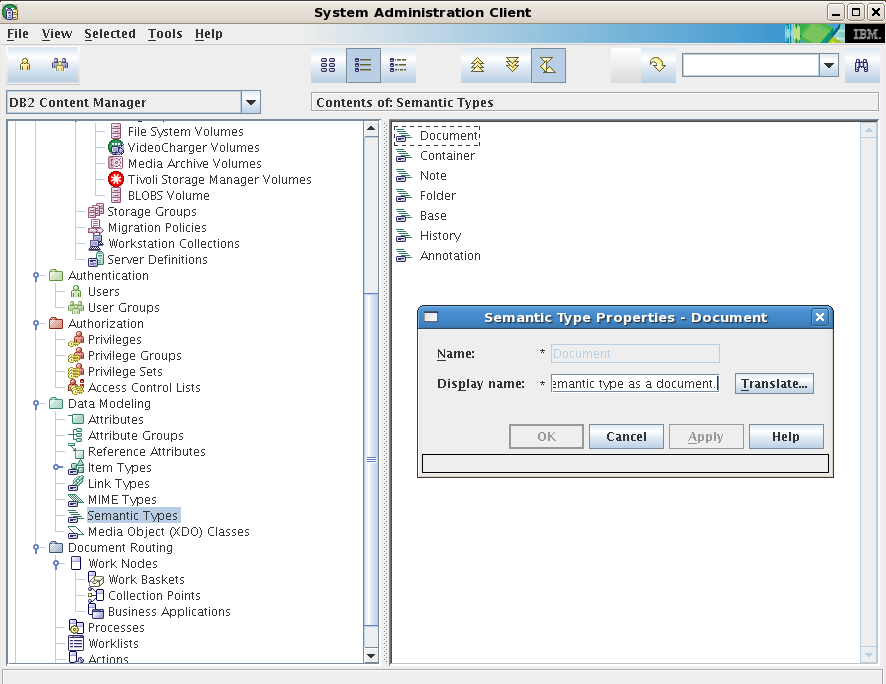 System Administration Client
File View Selected Tools Help
IBM.
DB2 Content Manager
Contents of: Semantic Types
File System Volumes
VideoCharger Volumes
Media Archive Volumes
Tivoli Storage Manager Volumes
BLOBS Volume
Storage Groups
Migration Policies
Workstation Collections
Server Definitions
Authentication
Users
User Groups
Authorization
Privileges
Privilege Groups
Privilege Sets
Access Control Lists
Data Modeling
Attributes
Attribute Groups
Reference Attributes
Item Types
Link Types
MIME Types
Semantic Types
Media Object (XDO) Classes
Document Routing
Work Nodes
Work Baskets
Collection Points
Business Applications
Processes
Worklists
Actions
Document
Container
Note
Folder
Base
History
Annotation
Semantic Type Properties - Document
Name: * Document
Display name: * emantic type as a document. Translate...
OK Cancel Apply Help